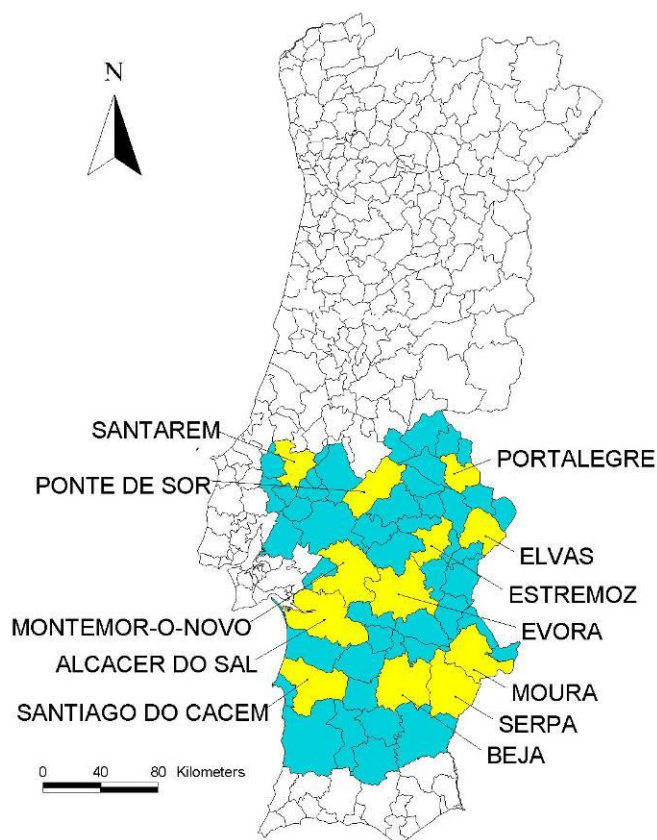 N
SANTAREM
PONTE DE SOR
PORTALEGRE
ELVAS
ESTREMOZ
EVORA
MONTEMOR-O-NOVO
ALCACER DO SAL
SANTIAGO DO CACEM
MOURA
SERPA
BEJA
0 40 80 Kilometers